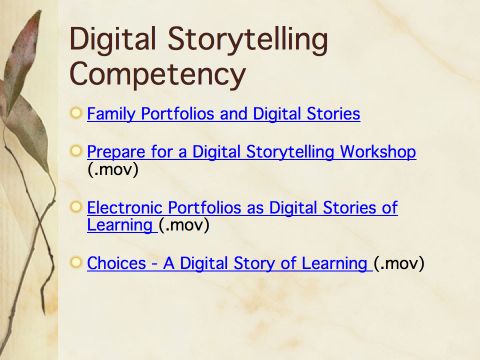 Digital Storytelling
Competency
Family Portfolios and Digital Stories
Prepare for a Digital Storytelling Workshop
(.mov)
Electronic Portfolios as Digital Stories of
Learning (.mov)
Choices - A Digital Story of Learning (.mov)